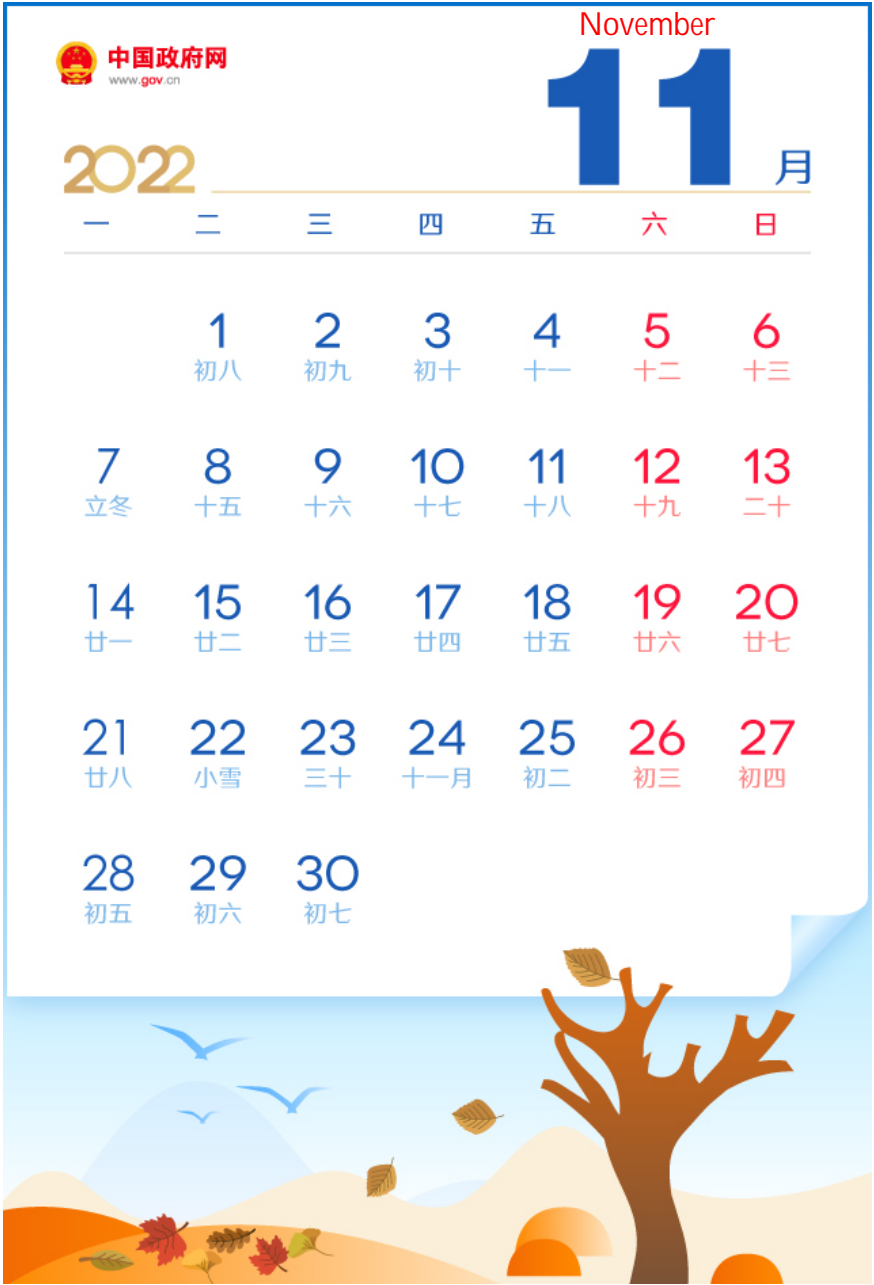 November
中国政府网
www.gov.cn
11月
2022
一 二 三 四 五 六 日
1 2 3 4 5 6
初八 初九 初十 十一 十二 十三
7 8 9 10 11 12 13
立冬 十五 十六 十七 十八 十九 二十
14 15 16 17 18 19 20
廿一 廿二 廿三 廿四 廿五 廿六 廿七
21 22 23 24 25 26 27
廿八 小雪 三十 十一月 初二 初三 初四
28 29 30
初五 初六 初七